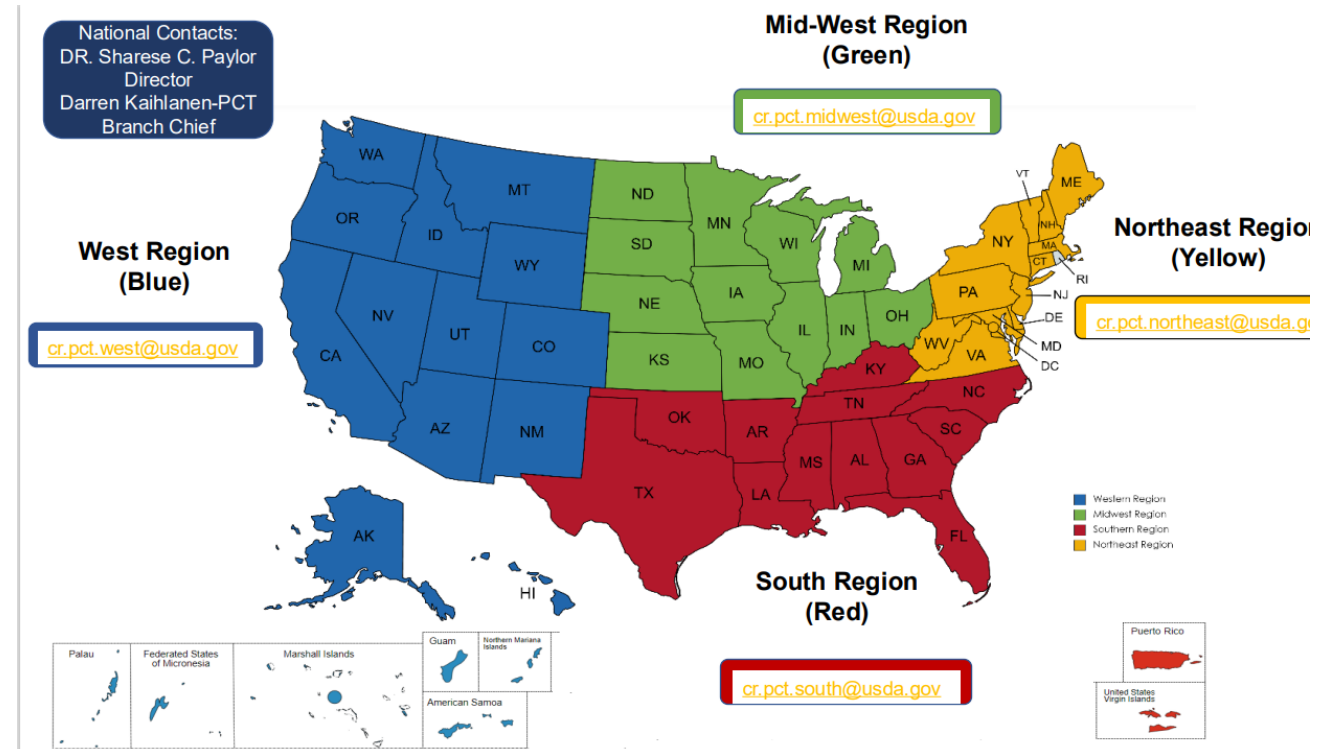 National Contacts:
DR. Sharese C. Paylor
Director
Darren Kaihlanen-PCT
Branch Chief
Mid-West Region
(Green)
cr.pct.midwest@usda.gov
West Region
(Blue)
cr.pct.west@usda.gov
Northeast Region
(Yellow)
cr.pct.northeast@usda.go
WA
MT
ND
MN
OR
ID
SD
WI
MI
WY
NE
IA
NV
UT
CO
CA
KS
MO
IL
IN
OH
AZ
NM
OK
AR
TX
LA
MS
AL
GA
TN
KY
NC
SC
FL
VT
ME
NH
NY
MA
CT
RI
PA
NJ
DE
MD
DC
WV
VA
AK
HI
Western Region
Midwest Region
Southern Region
Northeast Region
South Region
(Red)
cr.pct.south@usda.gov
Palau
Federated States
of Micronesia
Marshall Islands
Guam
Northern Mariana
Islands
American Samoa
Puerto Rico
United States
Virgin Islands